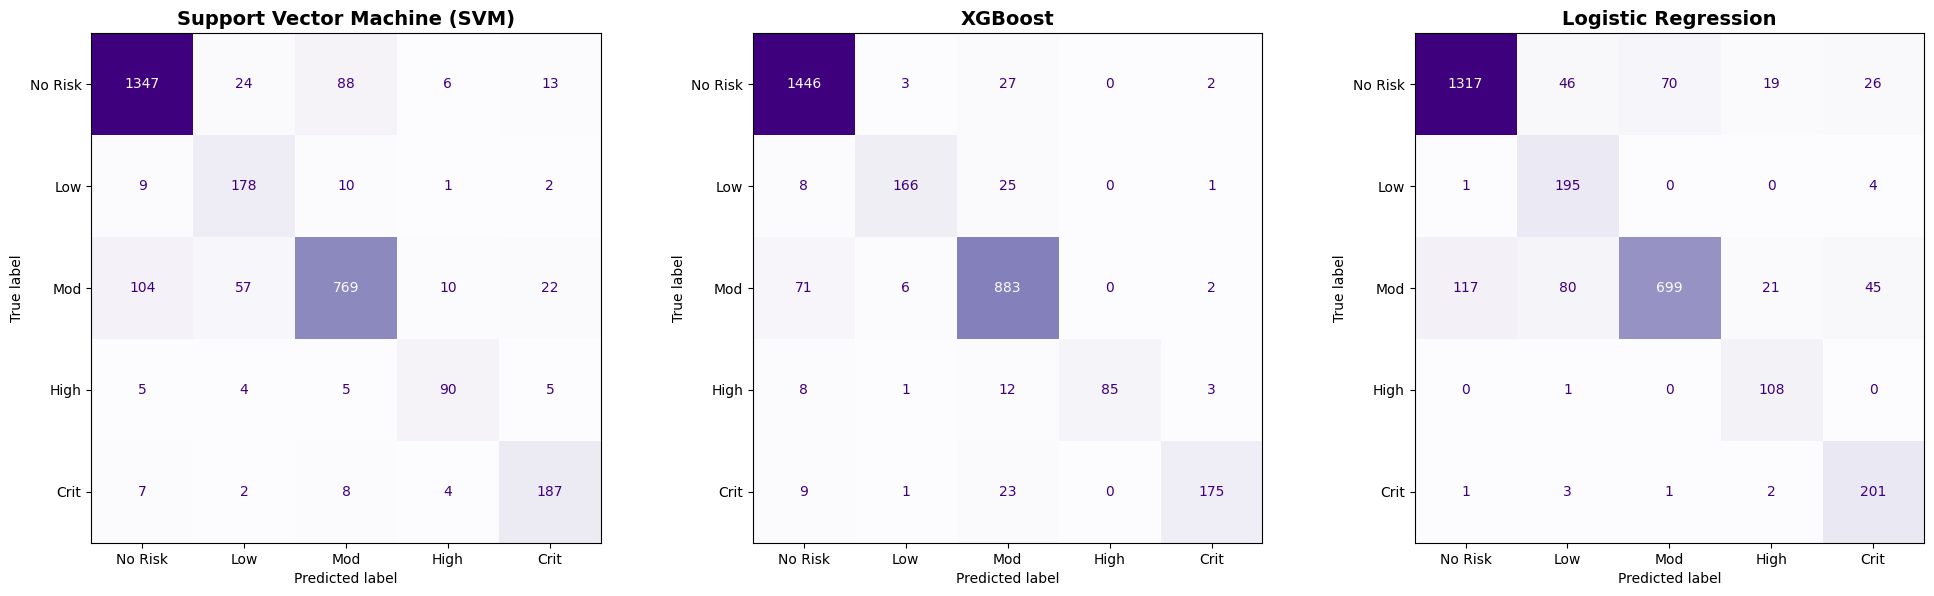 Support Vector Machine (SVM)
True label
No Risk 1347 24 88 6 13
Low 9 178 10 1 2
Mod 104 57 769 10 22
High 5 4 5 90 5
Crit 7 2 8 4 187
No Risk Low Mod High Crit
Predicted label
XGBoost
True label
No Risk 1446 3 27 0 2
Low 8 166 25 0 1
Mod 71 6 883 0 2
High 8 1 12 85 3
Crit 9 1 23 0 175
No Risk Low Mod High Crit
Predicted label
Logistic Regression
True label
No Risk 1317 46 70 19 26
Low 1 195 0 0 4
Mod 117 80 699 21 45
High 0 1 0 108 0
Crit 1 3 1 2 201
No Risk Low Mod High Crit
Predicted label